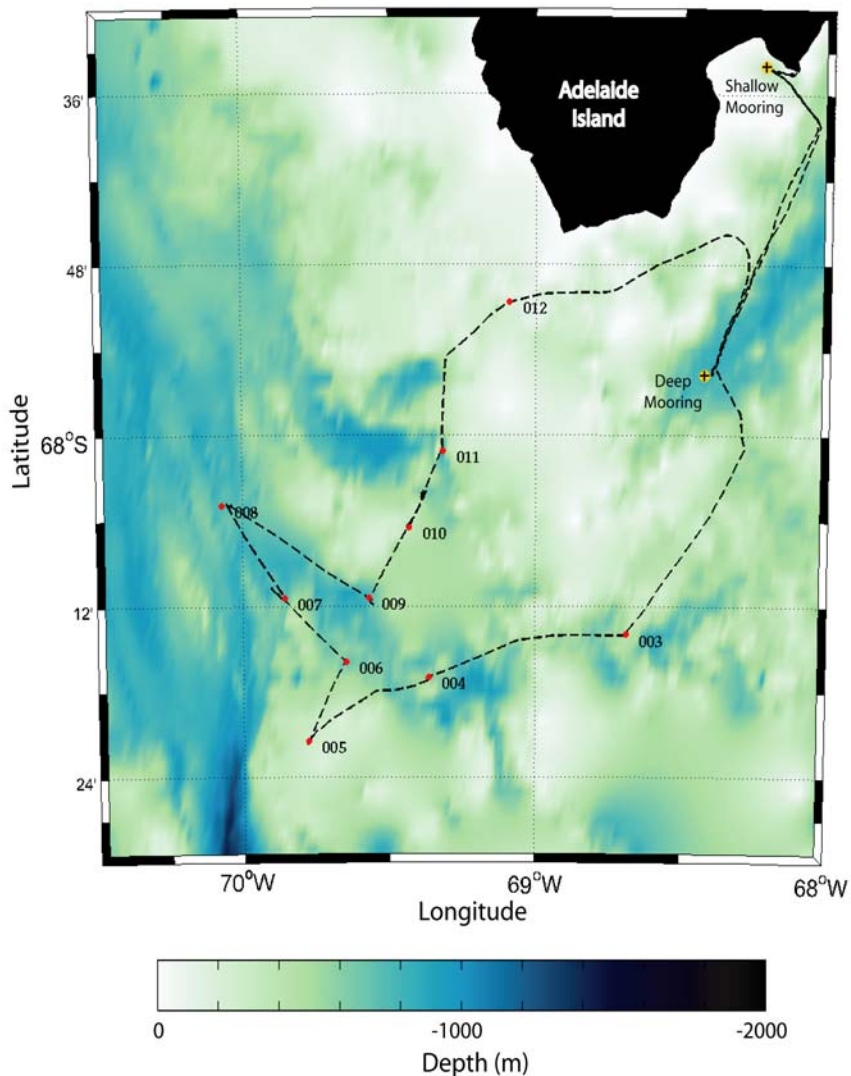 Adelaide
Island
Shallow
Mooring
36'
48'
012
Deep
Mooring
Latitude
68°S
011
008
010
007
009
12'
003
006
004
005
24'
70°W
69°W
68°W
Longitude
0
-1000
-2000
Depth (m)